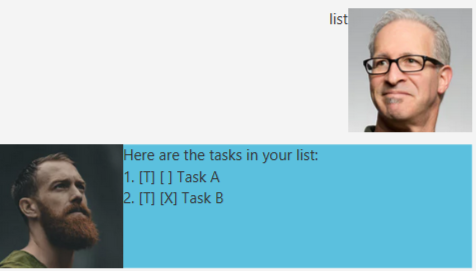 list
Here are the tasks in your list:
1. [T] [ ] Task A
2. [T] [X] Task B